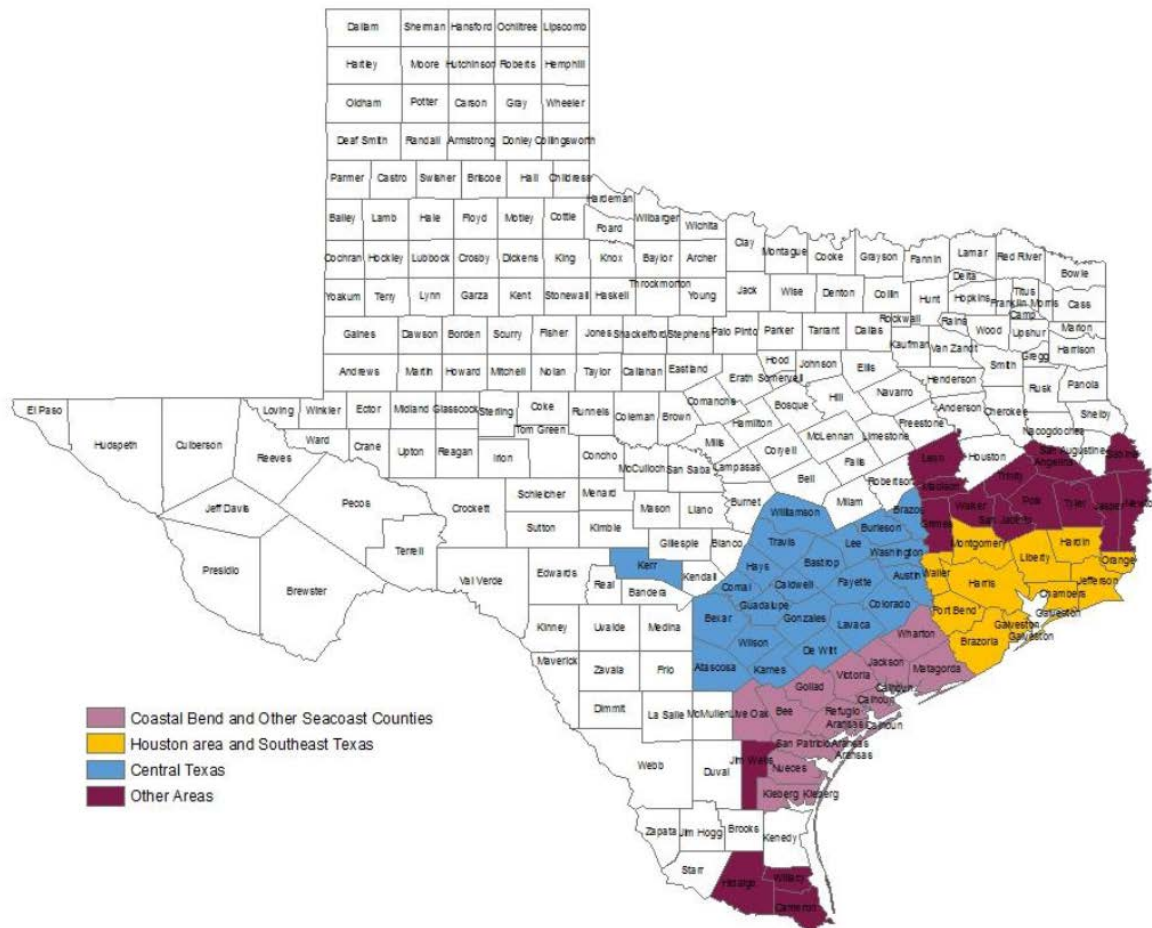 Dallam Sherman Hansford Ochiltree Lipscomb
Hartley Moore Hutchinson Roberts Hemphill
Oldham Potter Carson Gray Wheeler
Deaf Smith Randall Armstrong Donley Collingsworth
Parmer Castro Swisher Briscoe Hall Childress
Hardeman
Bailey Lamb Hale Floyd Motley Cottle Foard Wilbarger Wichita
Clay Montague Cooke Grayson Fannin Lamar Red River Bowie
Cochran Hockley Lubbock Crosby Dickens King Knox Baylor Archer
Delta
Throckmorton
Yoakum Terry Lynn Garza Kent Stonewall Haskell Young Jack Wise Denton Collin Hunt Hopkins Franklin Titus Morris Cass
Camp
Rockwall Rains
Gaines Dawson Borden Scurry Fisher Jones Shackelford Stephens Palo Pinto Parker Tarrant Dallas Kaufman Van Zandt Wood Upshur Marion
Gregg Harrison
Andrews Martin Howard Mitchell Nolan Taylor Callahan Eastland Erath Hood Somervell Johnson Ellis Henderson Smith
Rusk Panola
El Paso Hudspeth Culberson Loving Winkler Ector Midland Glasscock Sterling Coke Runnels Coleman Brown Comanche Bosque Hill Navarro Anderson Cherokee Shelby
Tom Green Hamilton Freestone Nacogdoches
Reeves Ward Crane Upton Reagan Irion Concho Mills McLennan Limestone Houston San Augustine Sabine
McCulloch San Saba Lampasas Coryell Falls Leon Angelina
Bell Robertson Madison Trinity
Jeff Davis Pecos Crockett Schleicher Menard Mason Llano Burnet Milam Walker Polk Tyler Jasper Newton
Williamson Brazos Grimes San Jacinto
Sutton Kimble Gillespie Blanco Travis Lee Burleson Montgomery Hardin
Presidio Brewster Terrell Val Verde Edwards Kerr Kendall Hays Bastrop Washington Liberty Orange
Real Bandera Comal Caldwell Fayette Austin Waller Harris Jefferson
Chambers
Kinney Uvalde Medina Bexar Guadalupe Gonzales Colorado Fort Bend Galveston
Lavaca Galveston
Wilson Wharton Brazoria Galveston
Maverick Zavala Frio Atascosa Karnes De Witt Jackson Matagorda
Victoria
Goliad Calhoun
Dimmit La Salle McMullen Live Oak Bee Refugio Calhoun
Aransas Calhoun
San Patricio Aransas
Aransas
Webb Duval Jim Wells Nueces
Kleberg Kleberg
Zapata Jim Hogg Brooks Kenedy
Starr Hidalgo Willacy
Cameron
Coastal Bend and Other Seacoast Counties
Houston area and Southeast Texas
Central Texas
Other Areas